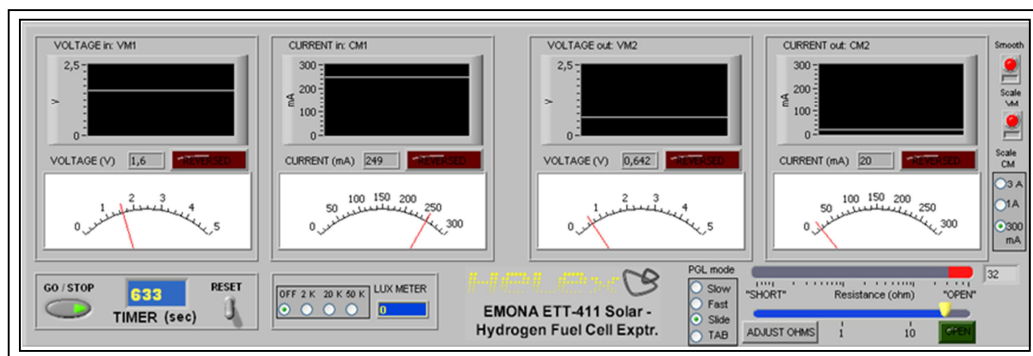 VOLTAGE in: VM1
2,5
V
0
VOLTAGE (V) 1,6 REVERSED
0 1 2 3 4 5
CURRENT in: CM1
300
200
mA
100
0
CURRENT (mA) 249 REVERSED
0 50 100 150 200 250 300
VOLTAGE out: VM2
2,5
V
0
VOLTAGE (V) 0,642 REVERSED
0 1 2 3 4 5
CURRENT out: CM2
300
200
mA
100
0
CURRENT (mA) 20 REVERSED
0 50 100 150 200 250 300
Smooth
Scale
VM
Scale
CM
3 A
1 A
300
mA
GO / STOP
633
TIMER (sec)
RESET
OFF 2 K 20 K 50 K
LUX METER
0
EMONA ETT-411 Solar -
Hydrogen Fuel Cell Exptr.
PGL mode
Slow
Fast
Slide
TAB
32
"SHORT" Resistance (ohm) "OPEN"
ADJUST OHMS 1 10 OPEN